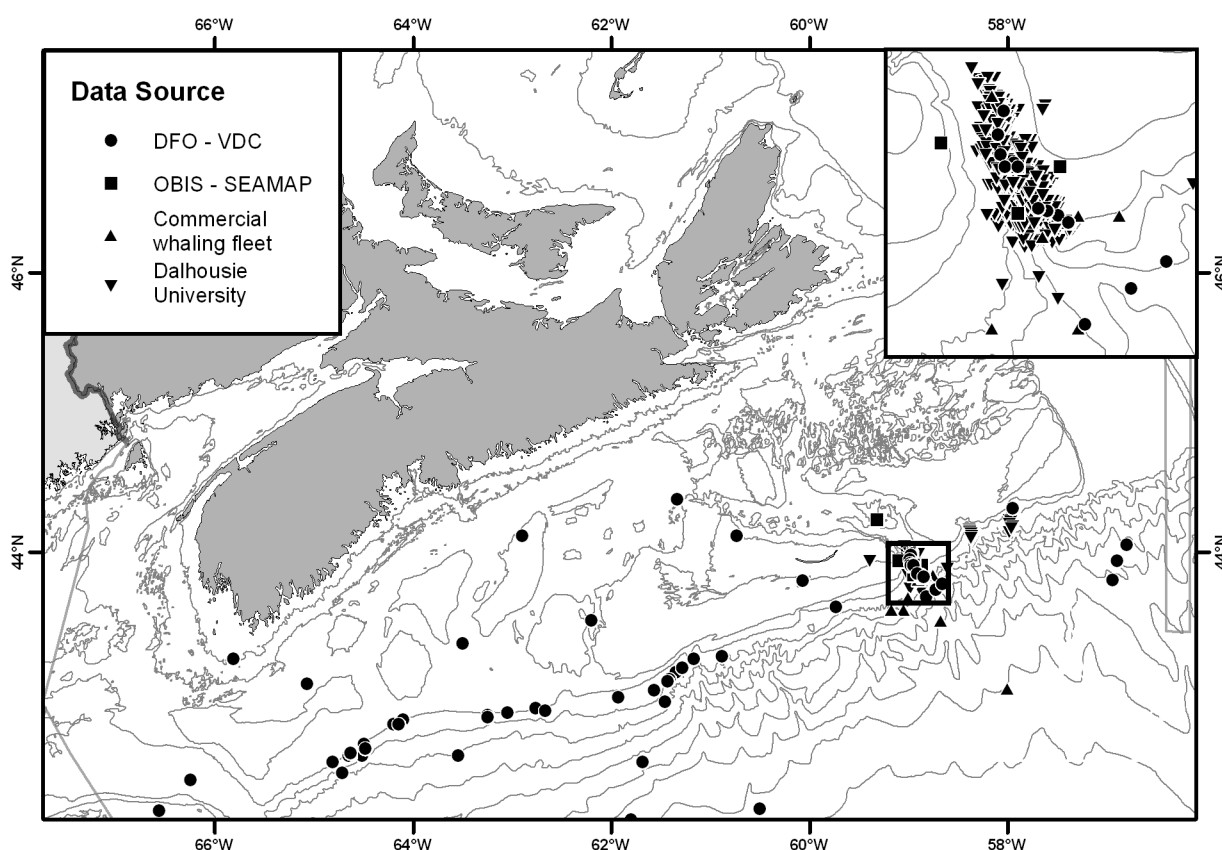 66°W 64°W 62°W 60°W 58°W
Data Source
DFO - VDC
OBIS - SEAMAP
Commercial
whaling fleet
Dalhousie
University
46°N 46°N
44°N 44°N
66°W 64°W 62°W 60°W 58°W